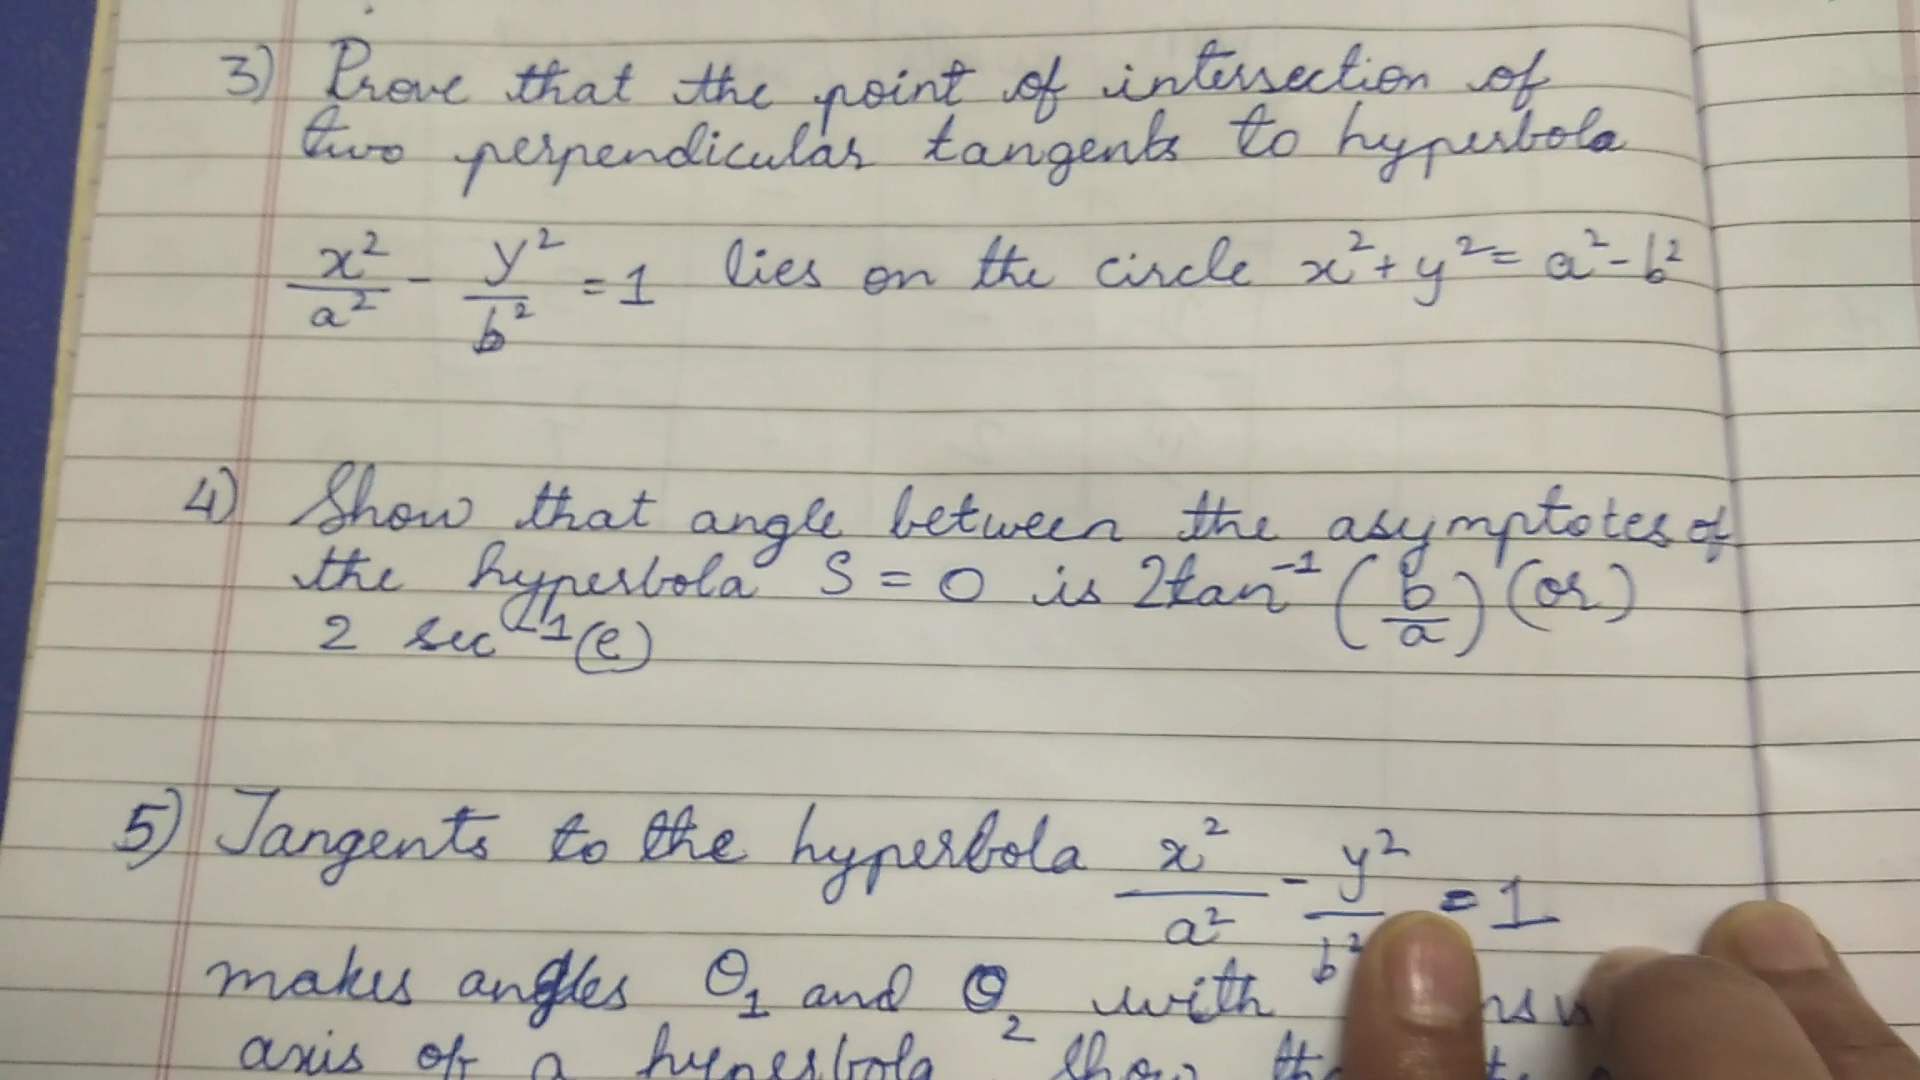 3) Prove that the point of intersection of
two perpendicular tangents to hyperbola
x²/a² - y²/b² = 1 lies on the circle x² + y² = a² - b²
4) Show that angle between the asymptotes of
the hyperbola S = 0 is 2tan⁻¹(b/a) (or)
2 sec⁻¹(e)
5) Tangents to the hyperbola x²/a² - y²/b² = 1
makes angles θ₁ and θ₂ with
axis of a hyperbola. Show